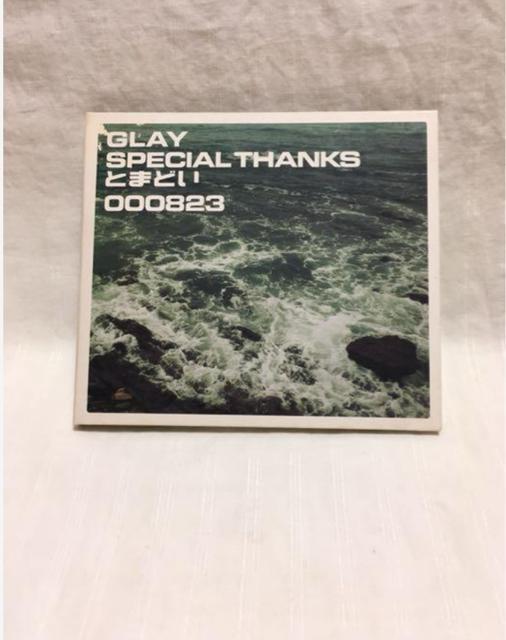 GLAY
SPECIAL THANKS
とまどい
000823